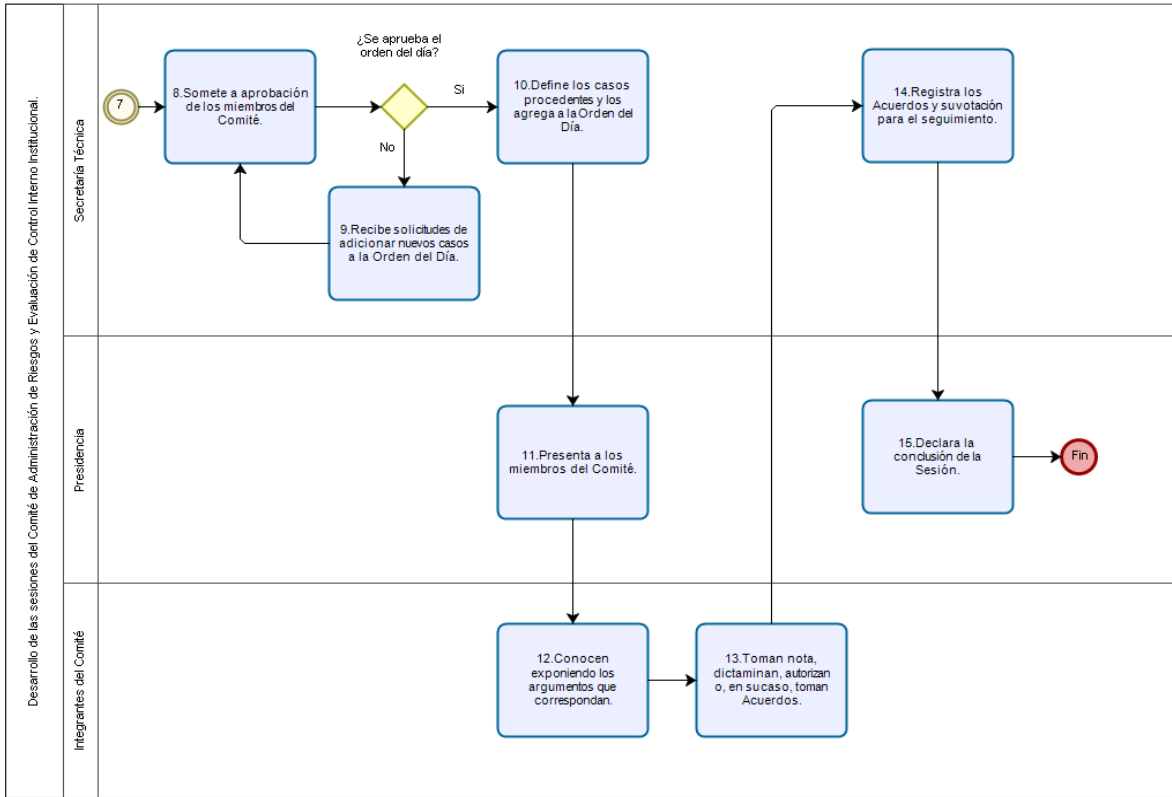 Desarrollo de las sesiones del Comité de Administración de Riesgos y Evaluación de Control Interno Institucional.
Secretaría Técnica
7
8.Somete a aprobación
de los miembros del
Comité.
¿Se aprueba el
orden del día?
Si
No
9.Recibe solicitudes de
adicionar nuevos casos
a la Orden del Día.
10.Define los casos
procedentes y los
agrega a la Orden del
Día.
14.Registra los
Acuerdos y suvotación
para el seguimiento.
Presidencia
11.Presenta a los
miembros del Comité.
15.Declara la
conclusión de la
Sesión.
Fin
Integrantes del Comité
12.Conocen
exponiendo los
argumentos que
correspondan.
13.Toman nota,
dictaminan, autorizan
o, en sucaso, toman
Acuerdos.